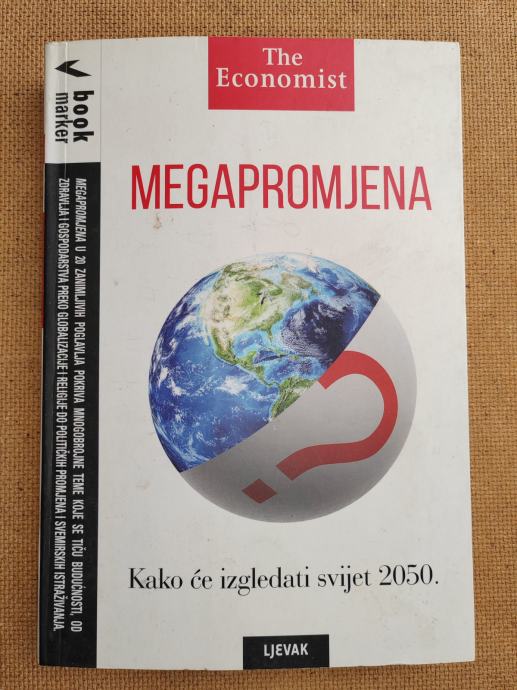 The
Economist
MEGAPROMJENA
?
Kako će izgledati svijet 2050.
LJEVAK
book
marker
MEGAPROMJENA U 20 ZANIMLJIVIH POGLAVLJA POKRIVA MNOGOBROJNE TEME KOJE SE TIČU BUDUĆNOSTI, OD
ZDRAVLJA I GOSPODARSTVA PREKO GLOBALIZACIJE I RELIGIJE DO POLITIČKIH PROMJENA I SVEMIRSKIH ISTRAŽIVANJA.